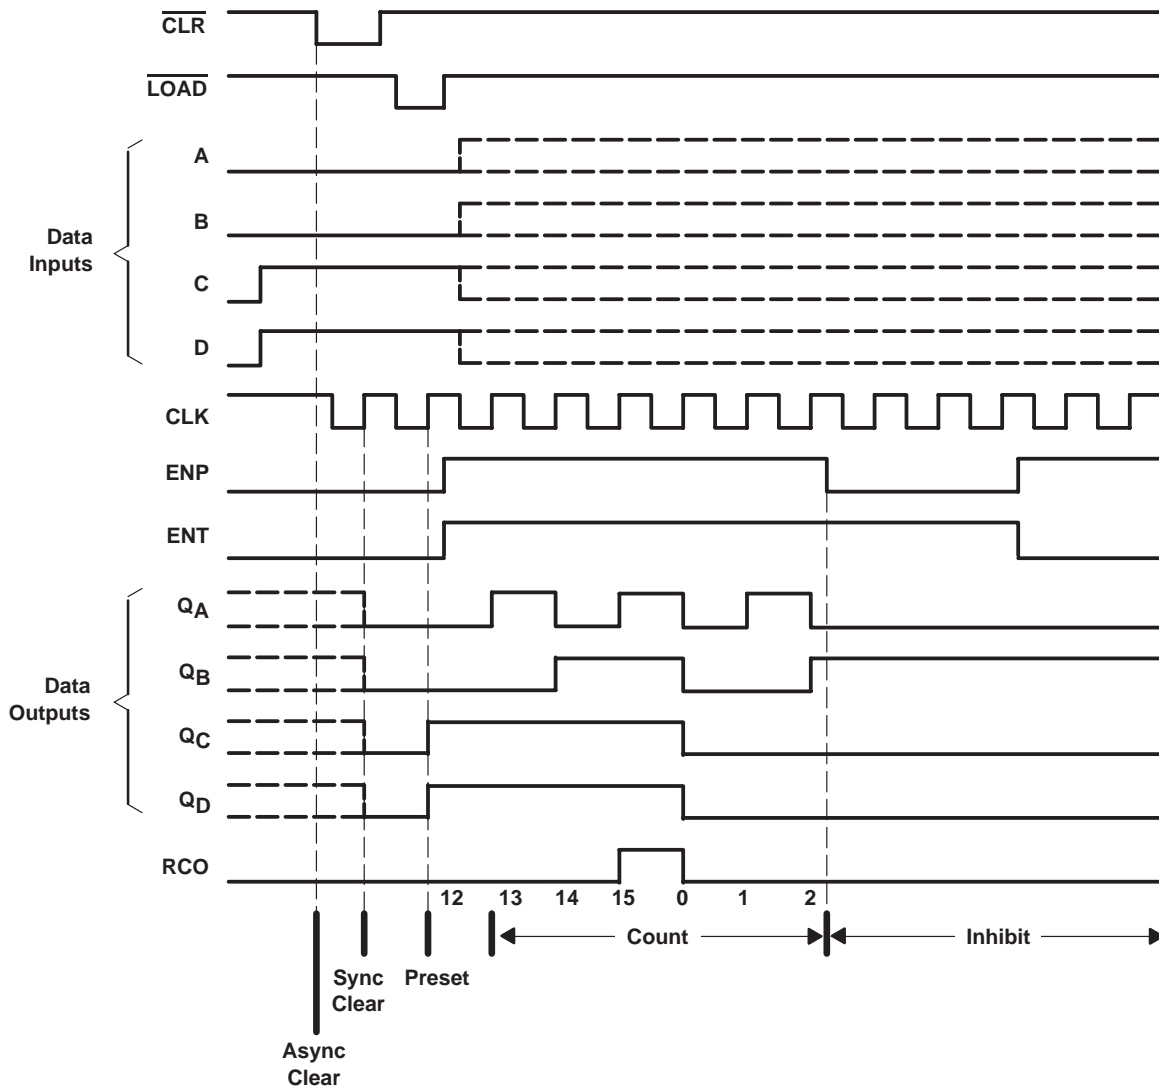 CLR
LOAD
A
B
Data
Inputs
C
D
CLK
ENP
ENT
QA
QB
Data
Outputs
QC
QD
RCO
12 13 14 15 0 1 2
Count Inhibit
Sync
Clear
Preset
Async
Clear